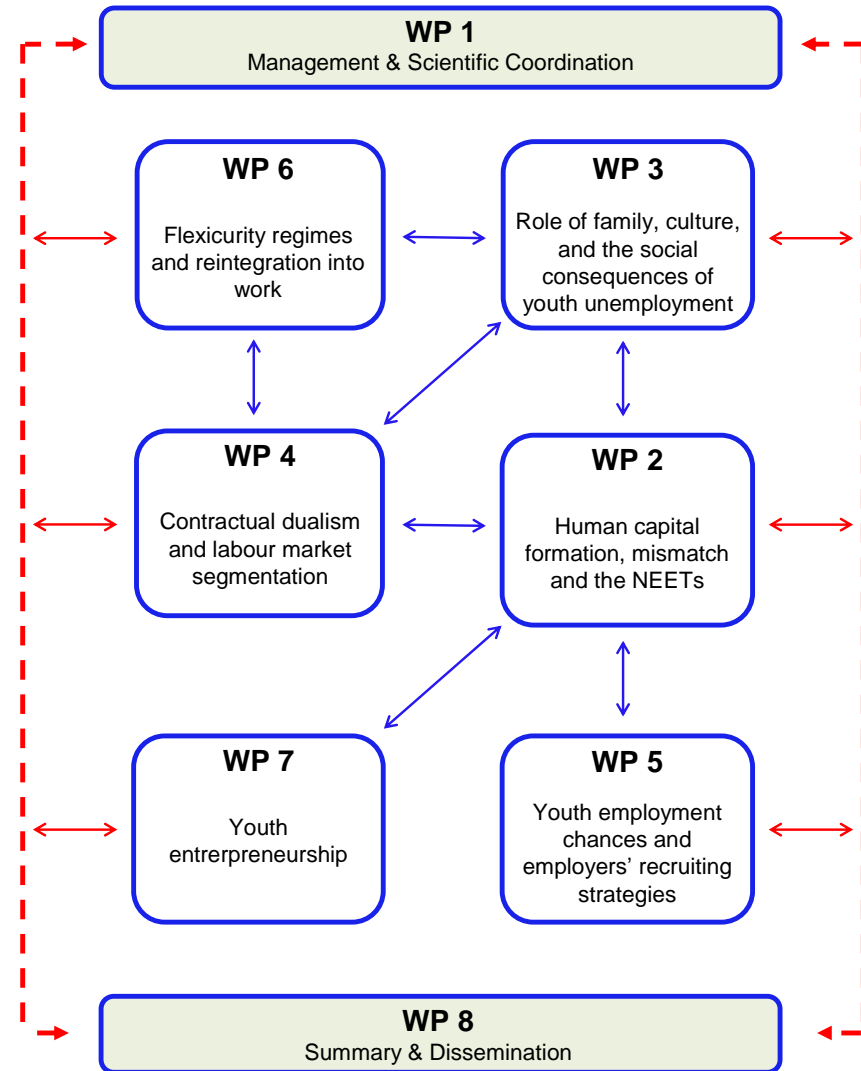 WP 1
Management & Scientific Coordination
WP 6
Flexicurity regimes
and reintegration into
work
WP 3
Role of family, culture,
and the social
consequences of
youth unemployment
WP 4
Contractual dualism
and labour market
segmentation
WP 2
Human capital
formation, mismatch
and the NEETs
WP 7
Youth
entrerpreneurship
WP 5
Youth employment
chances and
employers’ recruiting
strategies
WP 8
Summary & Dissemination